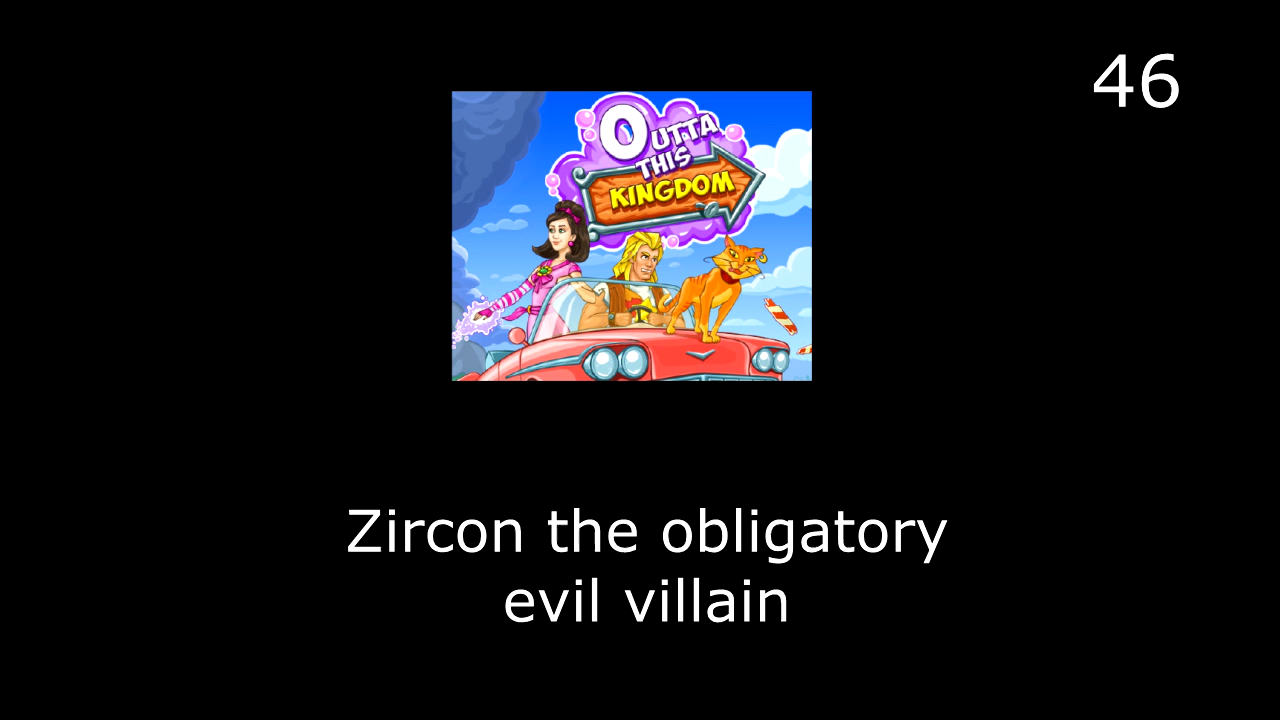 46
OUTTA
THIS
KINGDOM
Zircon the obligatory
evil villain